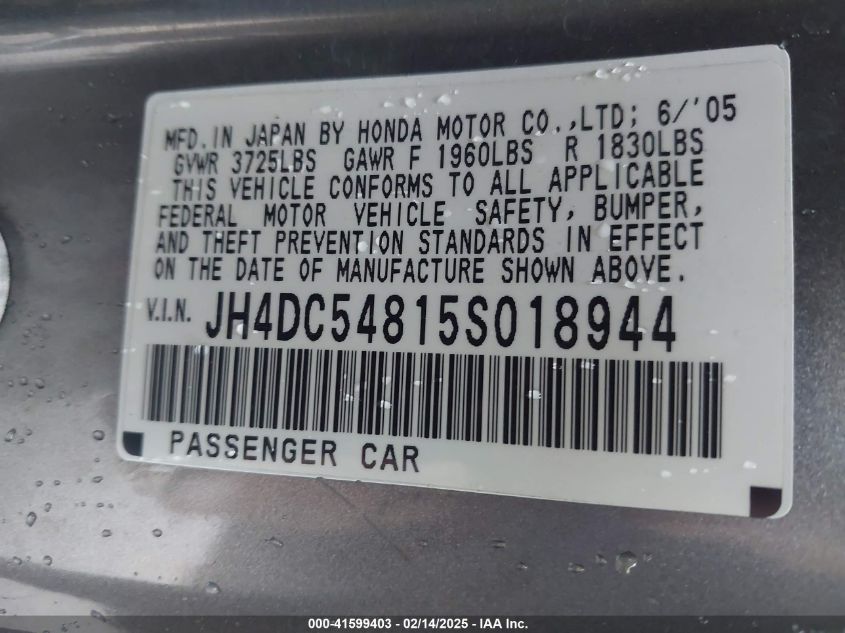 MFD.IN JAPAN BY HONDA MOTOR CO.,LTD; 6/'05
GVWR 3725LBS GAWR F 1960LBS R 1830LBS
THIS VEHICLE CONFORMS TO ALL APPLICABLE
FEDERAL MOTOR VEHICLE SAFETY, BUMPER,
AND THEFT PREVENTION STANDARDS IN EFFECT
ON THE DATE OF MANUFACTURE SHOWN ABOVE.
V.I.N. JH4DC54815S018944
PASSENGER CAR
000-41599403 - 02/14/2025 - IAA Inc.